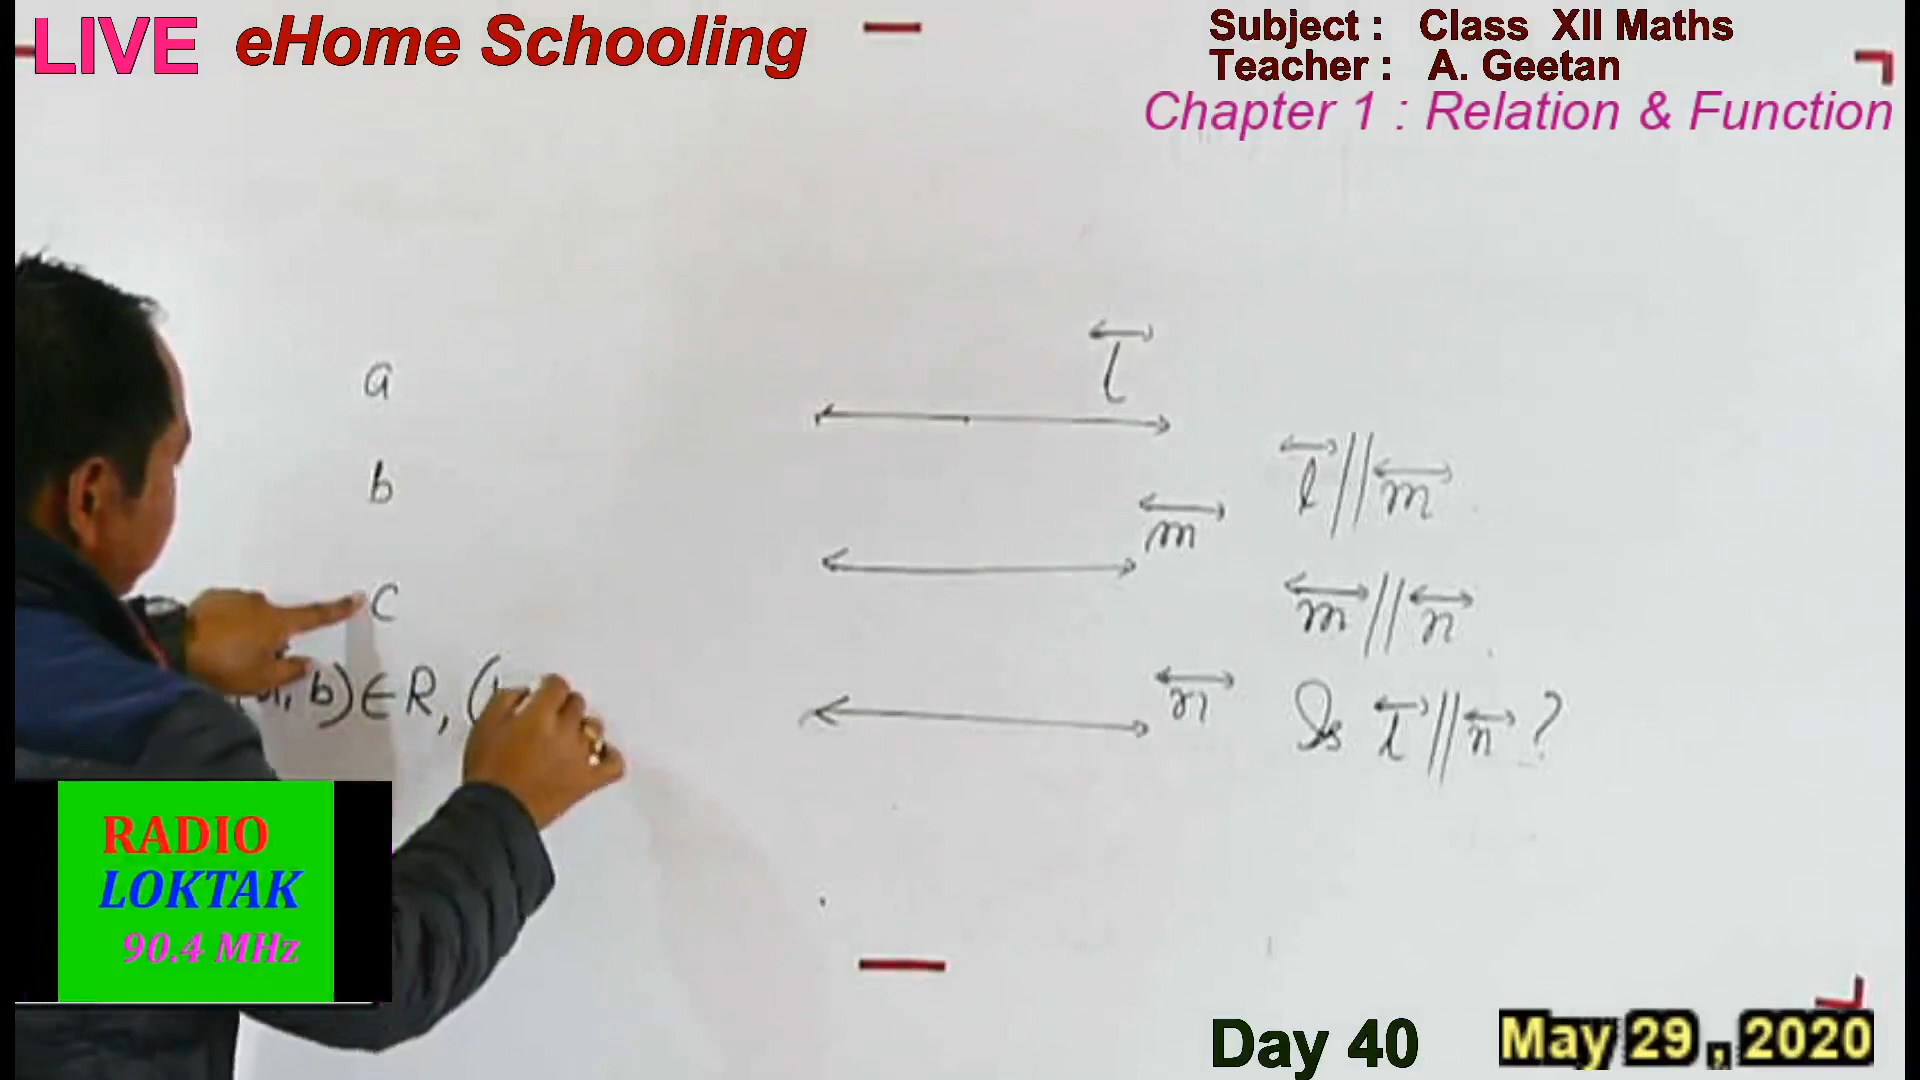 LIVE eHome Schooling
Subject : Class XII Maths
Teacher : A. Geetan
Chapter 1 : Relation & Function
a
b
c
, b) ∈ R, (
l
m
n
l // m
m // n
Is l // n ?
RADIO
LOKTAK
90.4 MHz
Day 40
May 29 , 2020